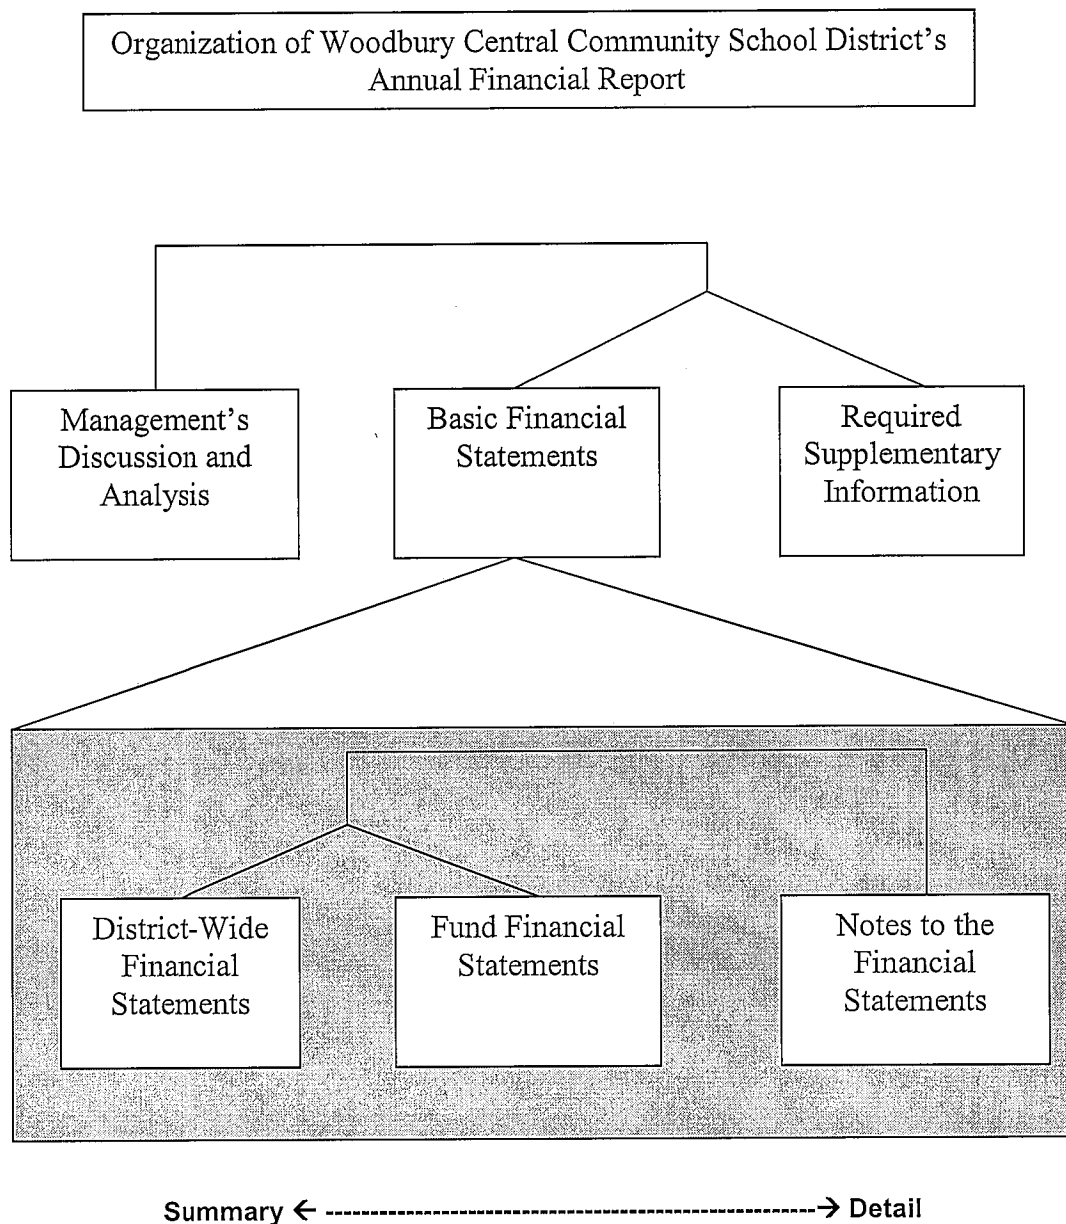 Organization of Woodbury Central Community School District's
Annual Financial Report
Management's
Discussion and
Analysis
Basic Financial
Statements
Required
Supplementary
Information
District-Wide
Financial
Statements
Fund Financial
Statements
Notes to the
Financial
Statements
Summary ← -------------------------------------------------------→ Detail